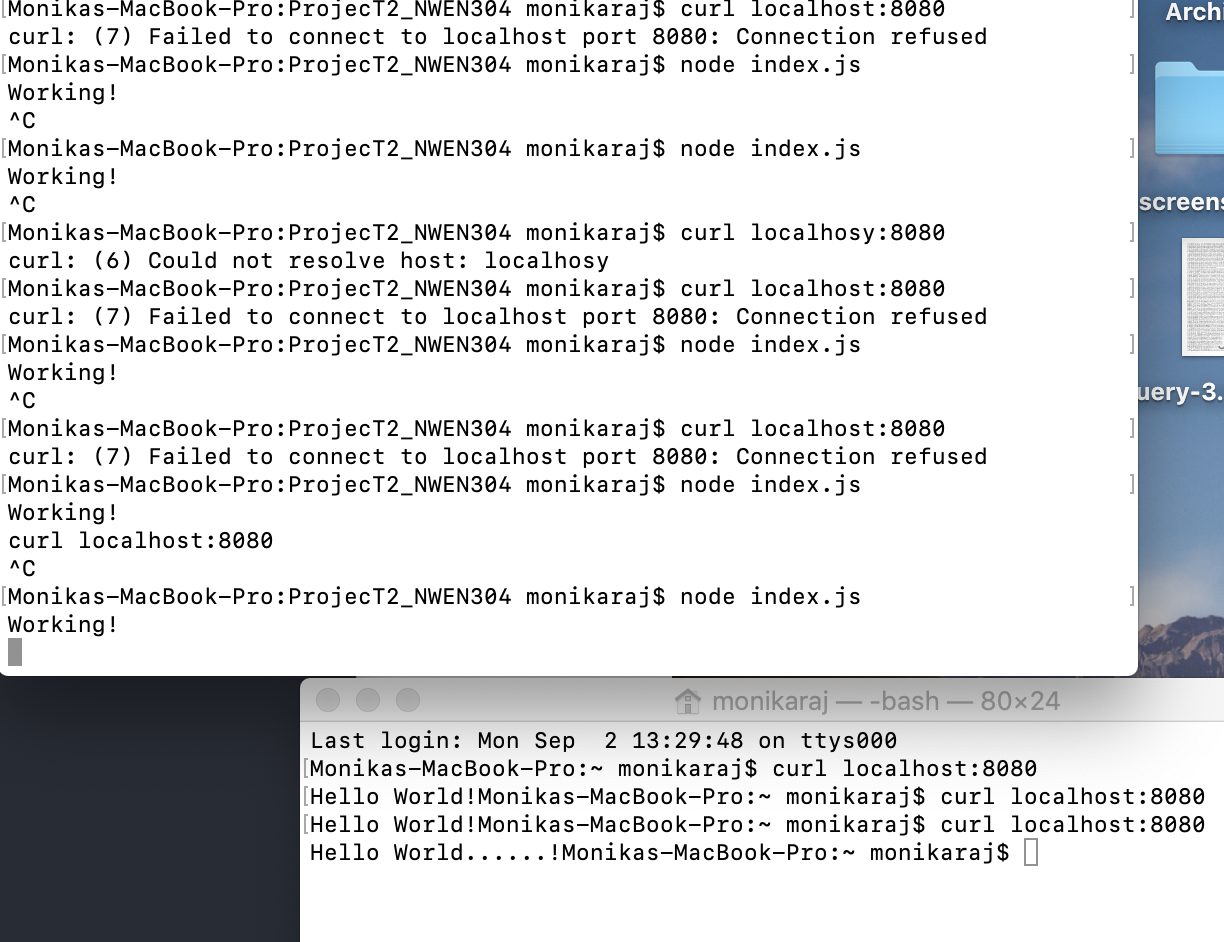 [Monikas-MacBook-Pro:ProjecT2_NWEN304 monikaraj$ curl localhost:8080 ]
curl: (7) Failed to connect to localhost port 8080: Connection refused
[Monikas-MacBook-Pro:ProjecT2_NWEN304 monikaraj$ node index.js ]
Working!
^C
[Monikas-MacBook-Pro:ProjecT2_NWEN304 monikaraj$ node index.js ]
Working!
^C
[Monikas-MacBook-Pro:ProjecT2_NWEN304 monikaraj$ curl localhosy:8080 ]
curl: (6) Could not resolve host: localhosy
[Monikas-MacBook-Pro:ProjecT2_NWEN304 monikaraj$ curl localhost:8080 ]
curl: (7) Failed to connect to localhost port 8080: Connection refused
[Monikas-MacBook-Pro:ProjecT2_NWEN304 monikaraj$ node index.js ]
Working!
^C
[Monikas-MacBook-Pro:ProjecT2_NWEN304 monikaraj$ curl localhost:8080 ]
curl: (7) Failed to connect to localhost port 8080: Connection refused
[Monikas-MacBook-Pro:ProjecT2_NWEN304 monikaraj$ node index.js ]
Working!
curl localhost:8080
^C
[Monikas-MacBook-Pro:ProjecT2_NWEN304 monikaraj$ node index.js ]
Working!
Archi
screens
uery-3.
monikaraj — -bash — 80×24
Last login: Mon Sep  2 13:29:48 on ttys000
[Monikas-MacBook-Pro:~ monikaraj$ curl localhost:8080
[Hello World!Monikas-MacBook-Pro:~ monikaraj$ curl localhost:8080
[Hello World!Monikas-MacBook-Pro:~ monikaraj$ curl localhost:8080
Hello World......!Monikas-MacBook-Pro:~ monikaraj$